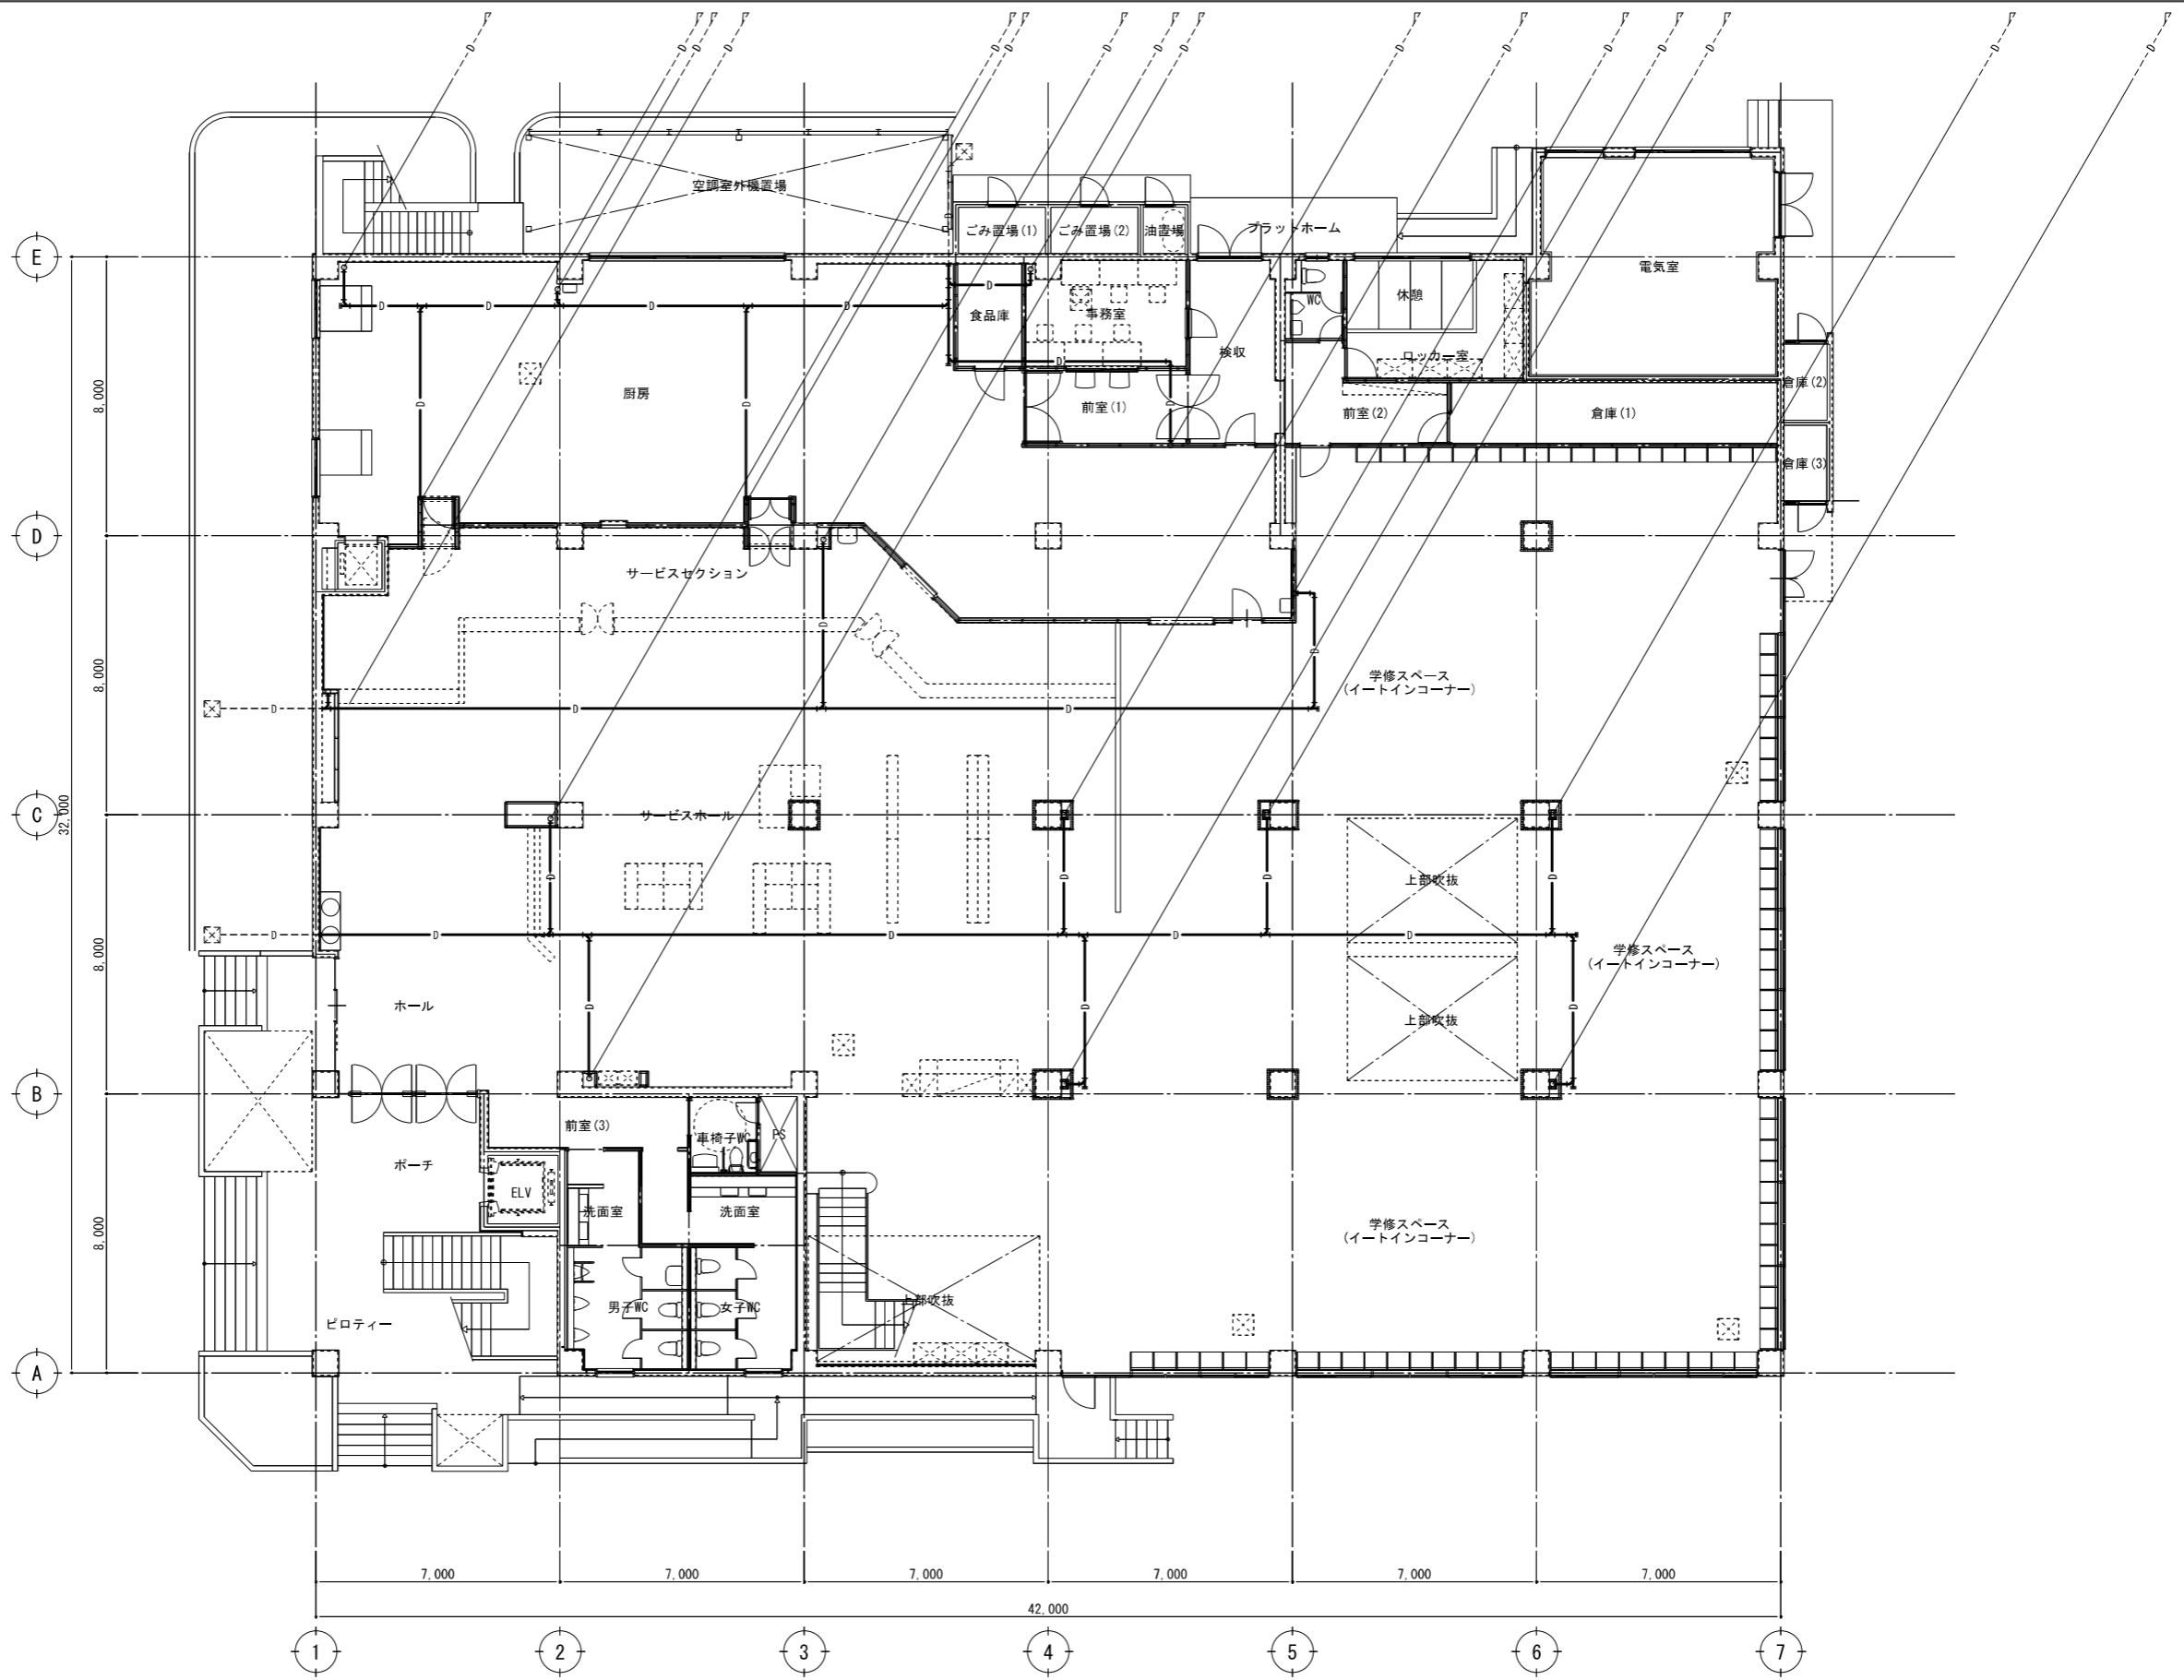 D D D D D D D D D D D D D D D D
空調室外機置場
ごみ置場(1) ごみ置場(2) 油置場 プラットホーム
E
電気室
休憩
WC
D D D D D
食品庫 事務室
検収 ロッカー室
D
倉庫(2)
厨房
D D D
前室(1) 前室(2) 倉庫(1)
8,000
倉庫(3)
D
サービスセクション
D
D
学修スペース
(イートインコーナー)
8,000
D D D
C
32,000
サービスホール
D D D D
上部吹抜
D D D D D
学修スペース
(イートインコーナー)
8,000
ホール
D D D
上部吹抜
B
前室(3)
車椅子WC PS
ポーチ
ELV
洗面室 洗面室
8,000
学修スペース
(イートインコーナー)
男子WC 女子WC 上部吹抜
ピロティー
A
7,000 7,000 7,000 7,000 7,000 7,000
42,000
1 2 3 4 5 6 7